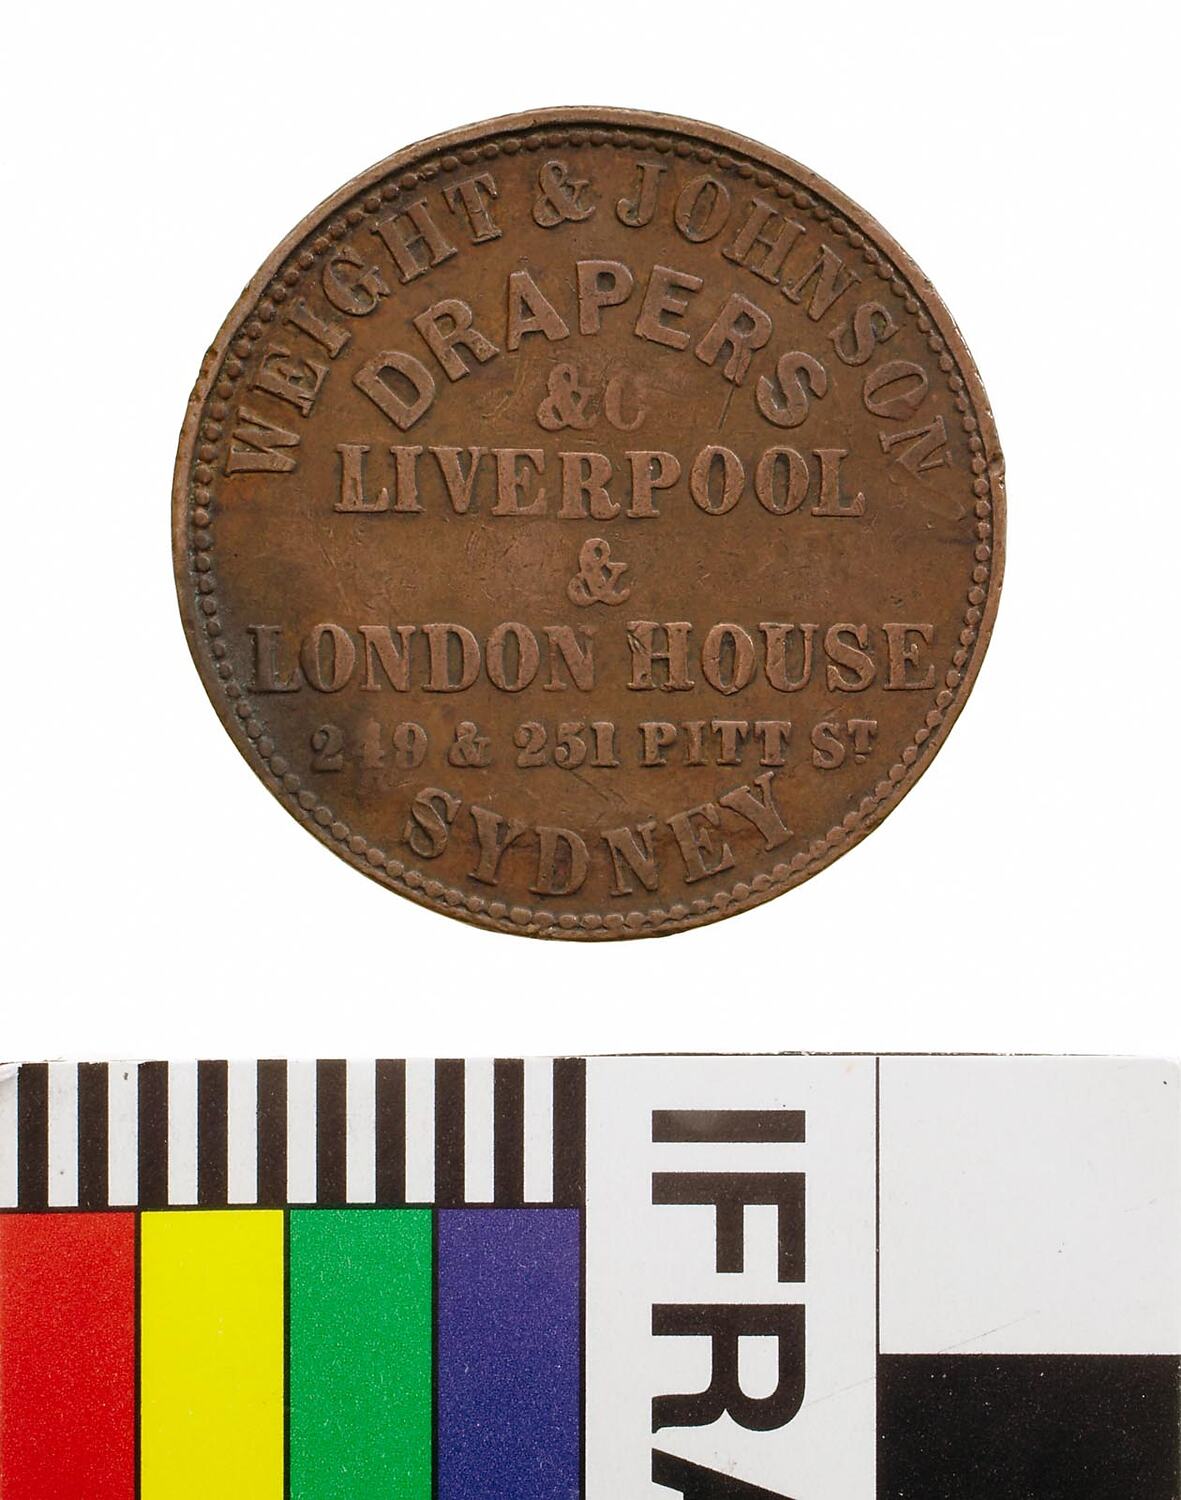 WEIGHT & JOHNSON
DRAPERS
&C
LIVERPOOL
&
LONDON HOUSE
249 & 251 PITT ST
SYDNEY
IFRA